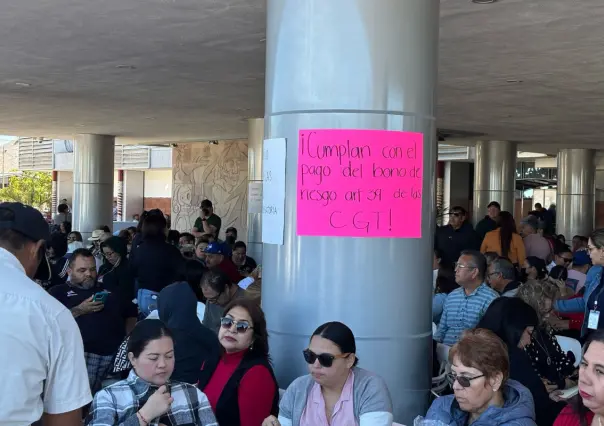 ¡Cumplan con el
pago del bono de
riesgo art 39 de las
CGT!